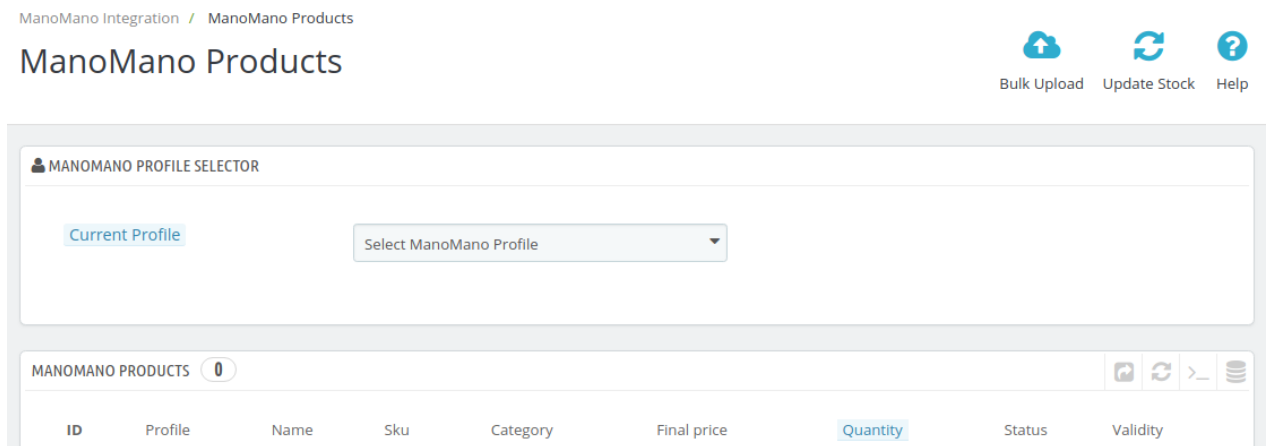 ManoMano Integration / ManoMano Products
ManoMano Products
Bulk Upload Update Stock Help
MANOMANO PROFILE SELECTOR
Current Profile Select ManoMano Profile
MANOMANO PRODUCTS 0
ID Profile Name Sku Category Final price Quantity Status Validity